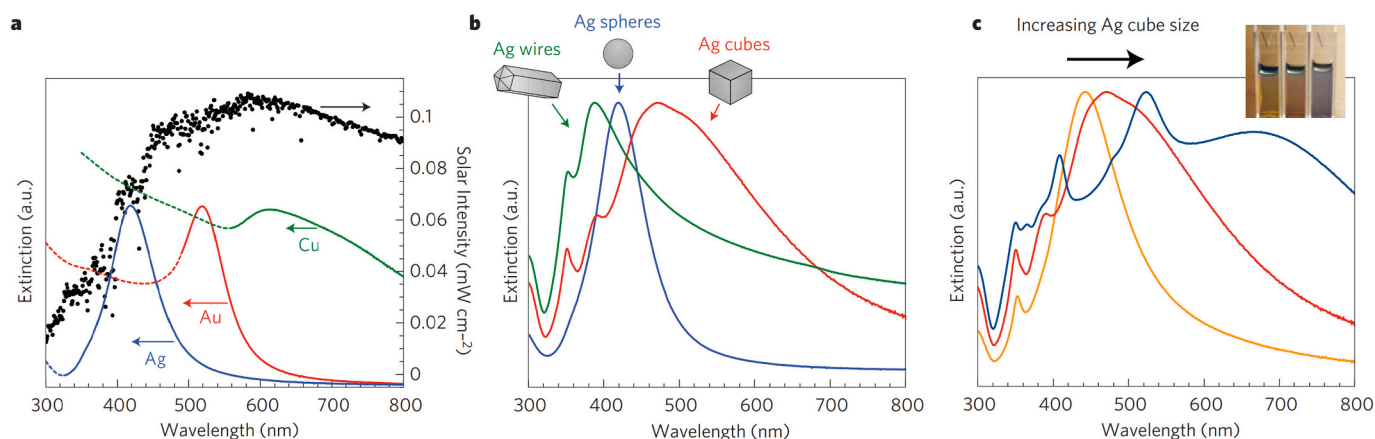 a
Extinction (a.u.)
Cu
Au
Ag
0.1
0.08
0.06
0.04
0.02
0
Solar Intensity (mW cm–2)
300 400 500 600 700 800
Wavelength (nm)
b
Ag spheres
Ag wires
Ag cubes
Extinction (a.u.)
300 400 500 600 700 800
Wavelength (nm)
c
Increasing Ag cube size
Extinction (a.u.)
300 400 500 600 700 800
Wavelength (nm)